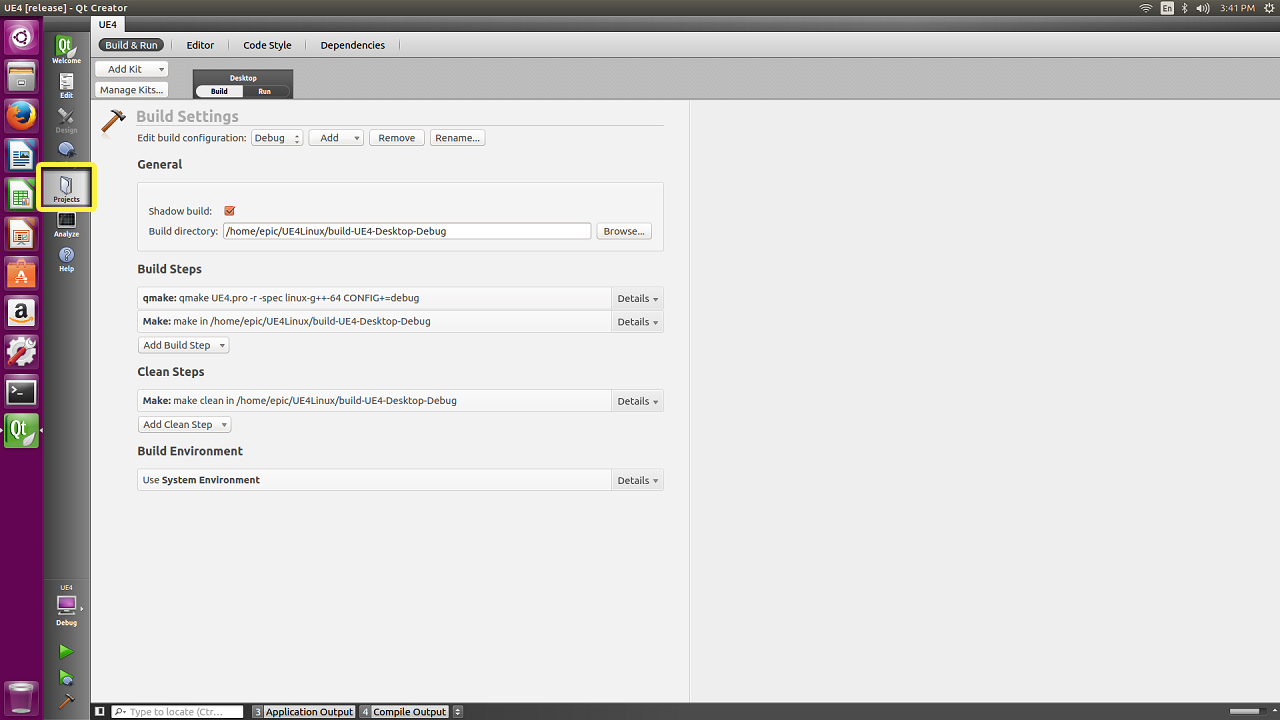 UE4 [release] - Qt Creator
En
3:41 PM
UE4
Build & Run
Editor
Code Style
Dependencies
Add Kit
Manage Kits...
Desktop
Build
Run
Qt
Welcome
Edit
Design
Projects
Analyze
Help
Build Settings
Edit build configuration:
Debug
Add
Remove
Rename...
General
Shadow build:
Build directory:
/home/epic/UE4Linux/build-UE4-Desktop-Debug
Browse...
Build Steps
qmake: qmake UE4.pro -r -spec linux-g++-64 CONFIG+=debug
Details
Make: make in /home/epic/UE4Linux/build-UE4-Desktop-Debug
Details
Add Build Step
Clean Steps
Make: make clean in /home/epic/UE4Linux/build-UE4-Desktop-Debug
Details
Add Clean Step
Build Environment
Use System Environment
Details
a
>_
Qt
UE4
Debug
Type to locate (Ctr...
3 Application Output
4 Compile Output